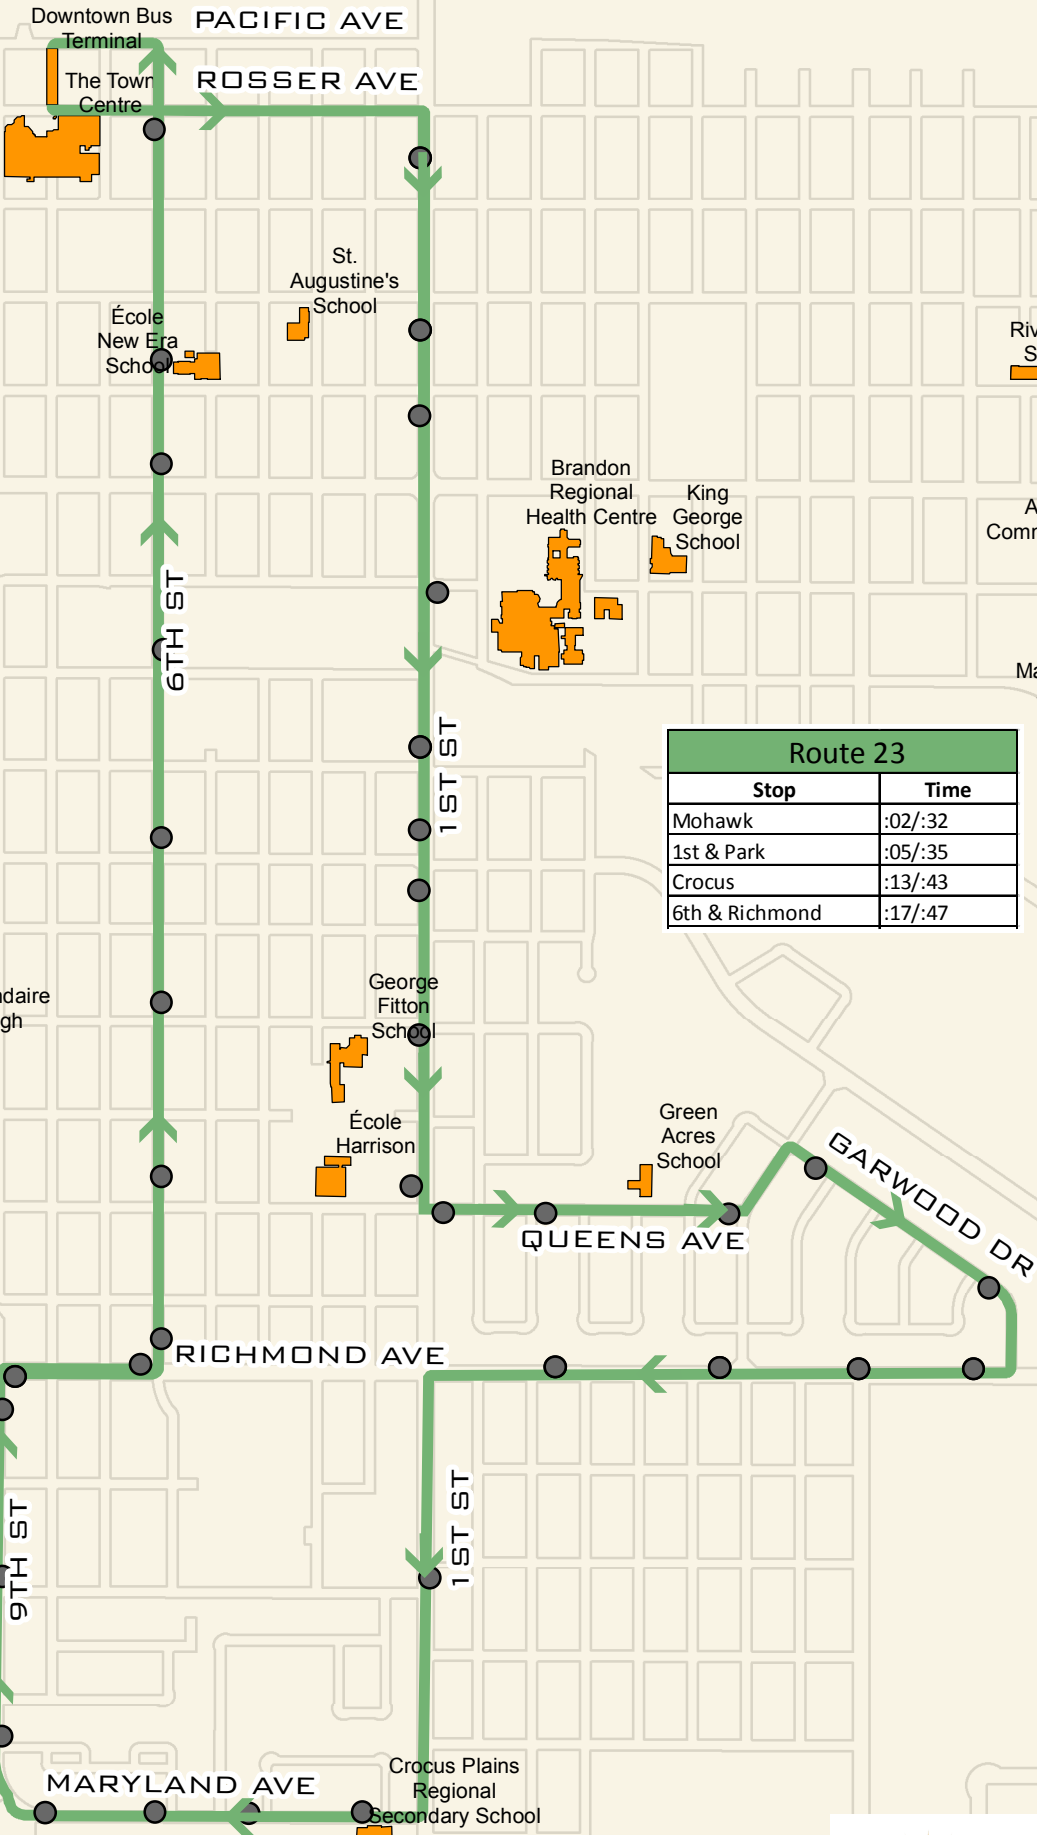 Downtown Bus
Terminal
PACIFIC AVE
The Town
Centre
ROSSER AVE
St.
Augustine's
School
École
New Era
School
Brandon
Regional
Health Centre
King
George
School
6TH ST
1ST ST
Route 23
Stop Time
Mohawk :02/:32
1st & Park :05/:35
Crocus :13/:43
6th & Richmond :17/:47
George
Fitton
School
École
Harrison
Green
Acres
School
GARWOOD DR
QUEENS AVE
RICHMOND AVE
1ST ST
9TH ST
MARYLAND AVE
Crocus Plains
Regional
Secondary School